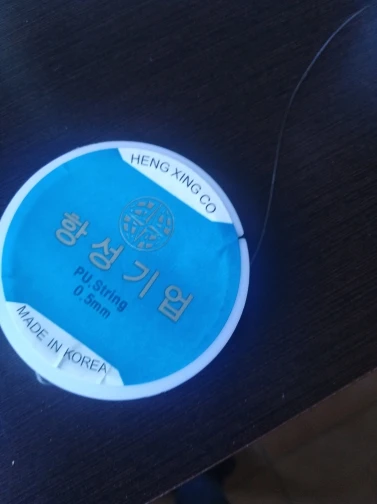 HENG XING CO
항성기업
PU.String
0.5mm
MADE IN KOREA